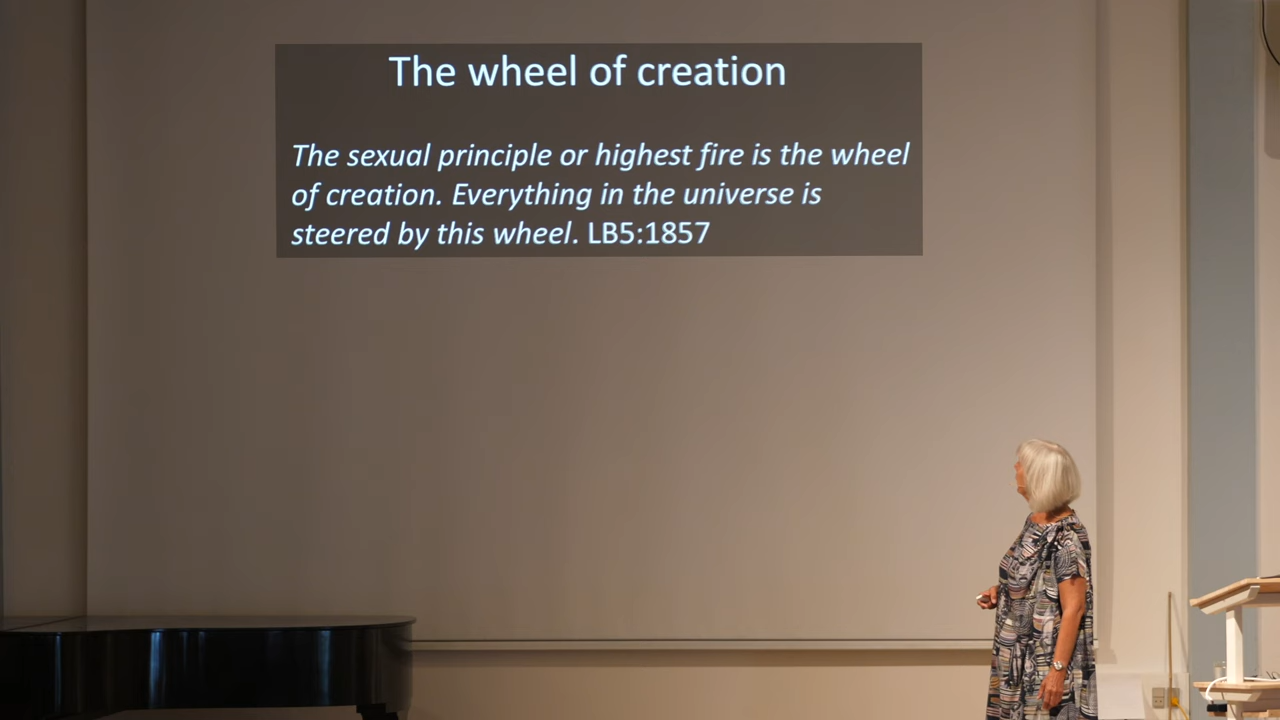 The wheel of creation
The sexual principle or highest fire is the wheel
of creation. Everything in the universe is
steered by this wheel. LB5:1857